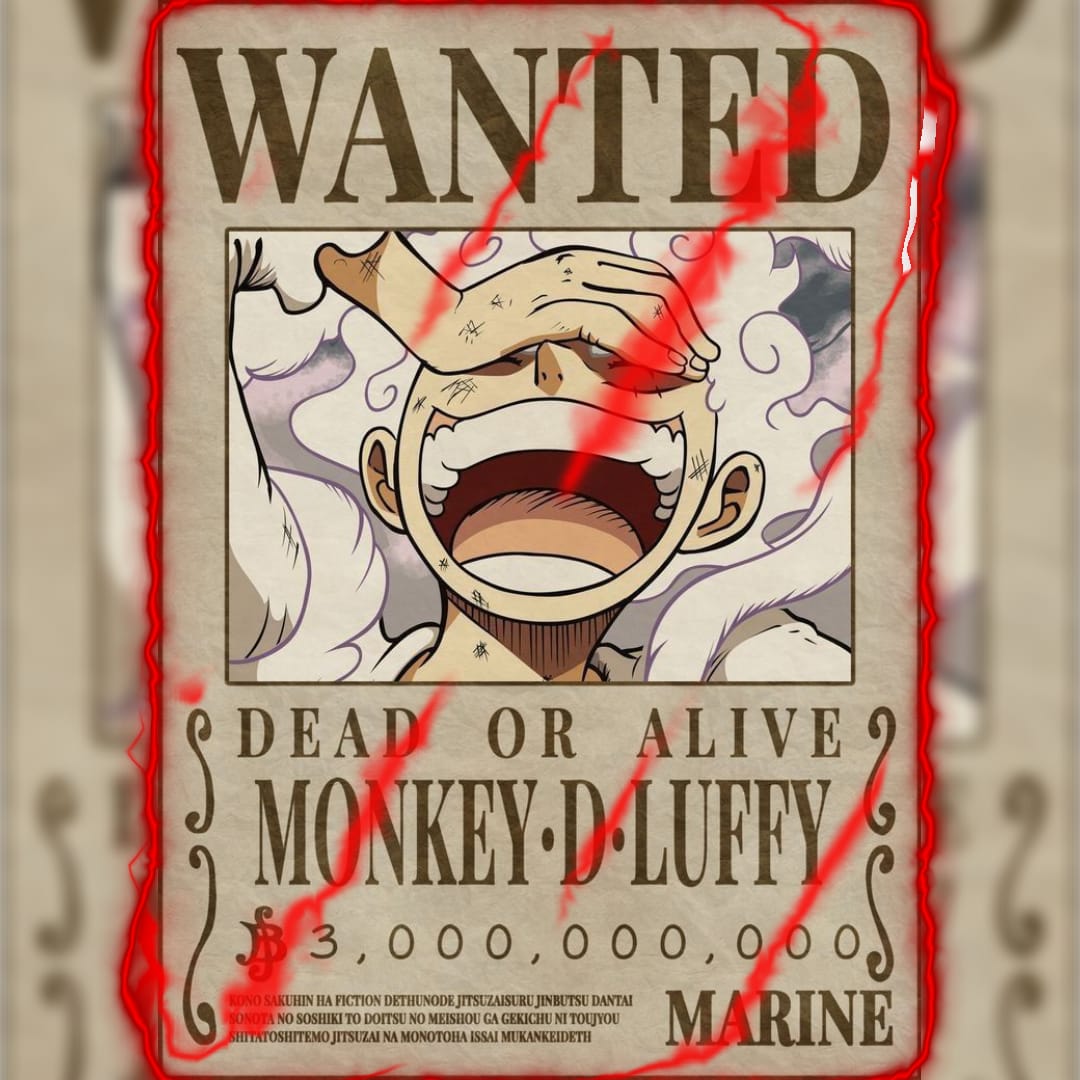 WANTED
DEAD OR ALIVE
MONKEY•D•LUFFY
฿3,000,000,000
KONO SAKUHIN HA FICTION DETHUNODE JITSUZAISURU JINBUTSU DANTAI
SONOTA NO SOSHIKI TO DOITSU NO MEISHOU GA GEKICHU NI TOUJYOU
SHITATOSHITEMO JITSUZAI NA MONOTOHA ISSAI MUKANKEIDETH
MARINE